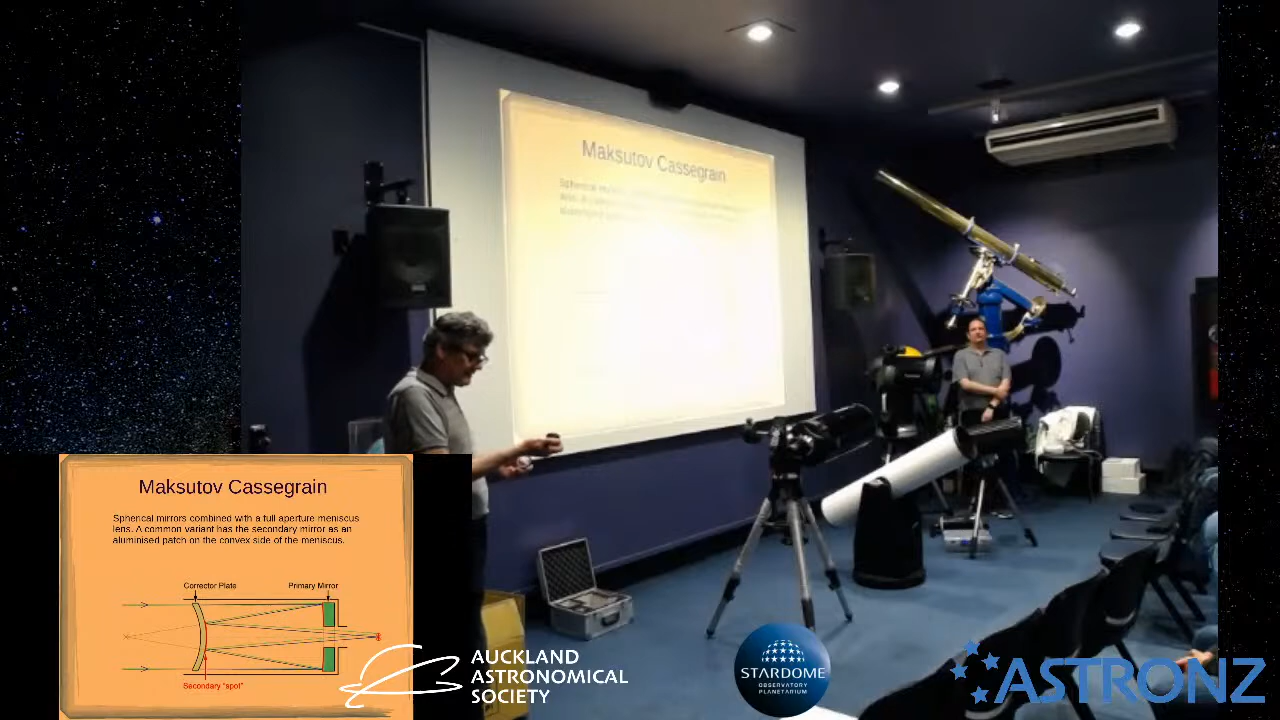 Maksutov Cassegrain
Maksutov Cassegrain
Spherical mirrors combined with a full aperture meniscus
lens. A common variant has the secondary mirror as an
aluminised patch on the convex side of the meniscus.
Corrector Plate
Primary Mirror
Secondary "spot"
AUCKLAND
ASTRONOMICAL
SOCIETY
STARDOME
OBSERVATORY
PLANETARIUM
ASTRONZ